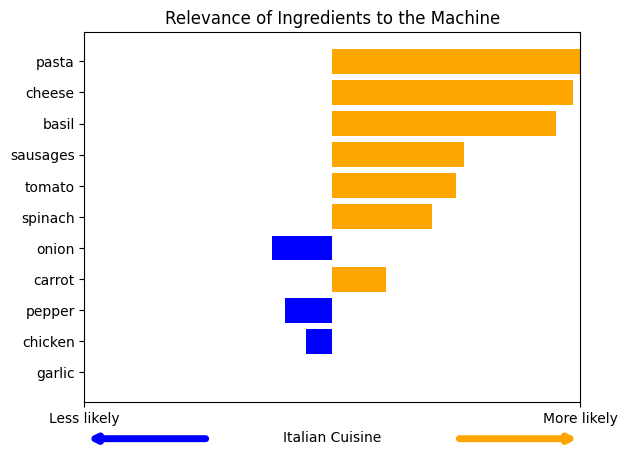 Relevance of Ingredients to the Machine
pasta
cheese
basil
sausages
tomato
spinach
onion
carrot
pepper
chicken
garlic
Less likely
More likely
Italian Cuisine